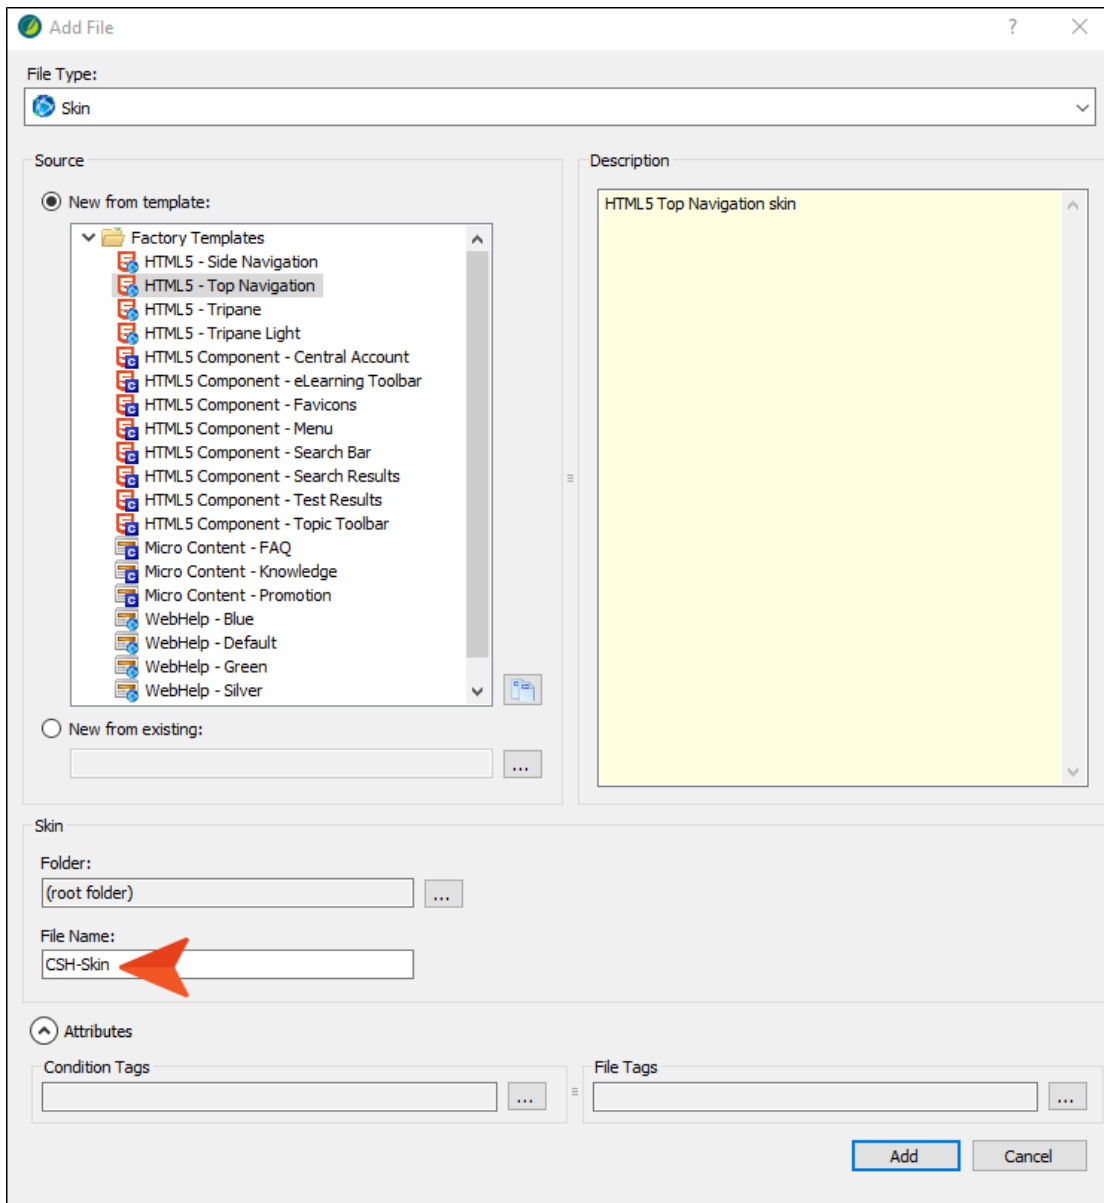 Add File
?
File Type:
Skin
Source
New from template:
Factory Templates
HTML5 - Side Navigation
HTML5 - Top Navigation
HTML5 - Tripane
HTML5 - Tripane Light
HTML5 Component - Central Account
HTML5 Component - eLearning Toolbar
HTML5 Component - Favicons
HTML5 Component - Menu
HTML5 Component - Search Bar
HTML5 Component - Search Results
HTML5 Component - Test Results
HTML5 Component - Topic Toolbar
Micro Content - FAQ
Micro Content - Knowledge
Micro Content - Promotion
WebHelp - Blue
WebHelp - Default
WebHelp - Green
WebHelp - Silver
New from existing:
...
Description
HTML5 Top Navigation skin
Skin
Folder:
(root folder)
...
File Name:
CSH-Skin
Attributes
Condition Tags
...
File Tags
...
Add
Cancel